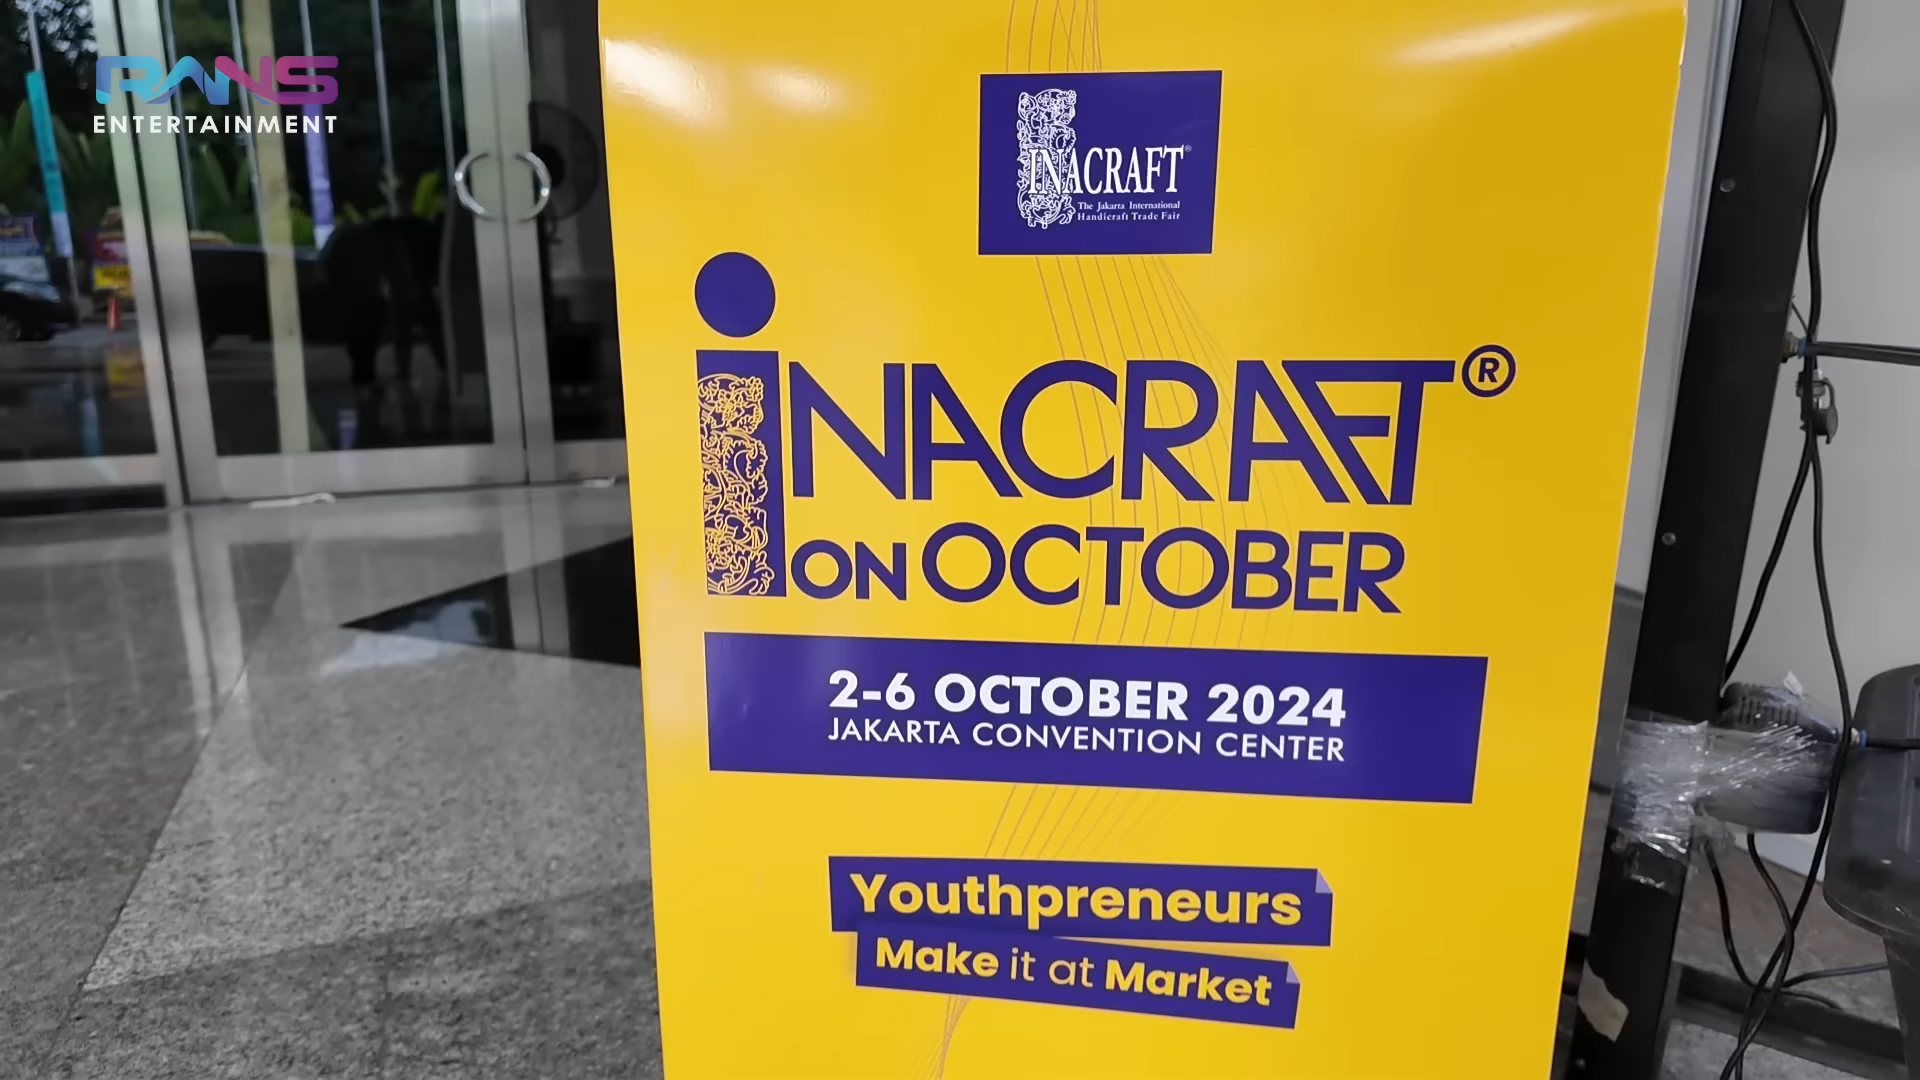 RANS
ENTERTAINMENT
INACRAFT®
The Jakarta International
Handicraft Trade Fair
iNACRAFT®
ON OCTOBER
2-6 OCTOBER 2024
JAKARTA CONVENTION CENTER
Youthpreneurs
Make it at Market